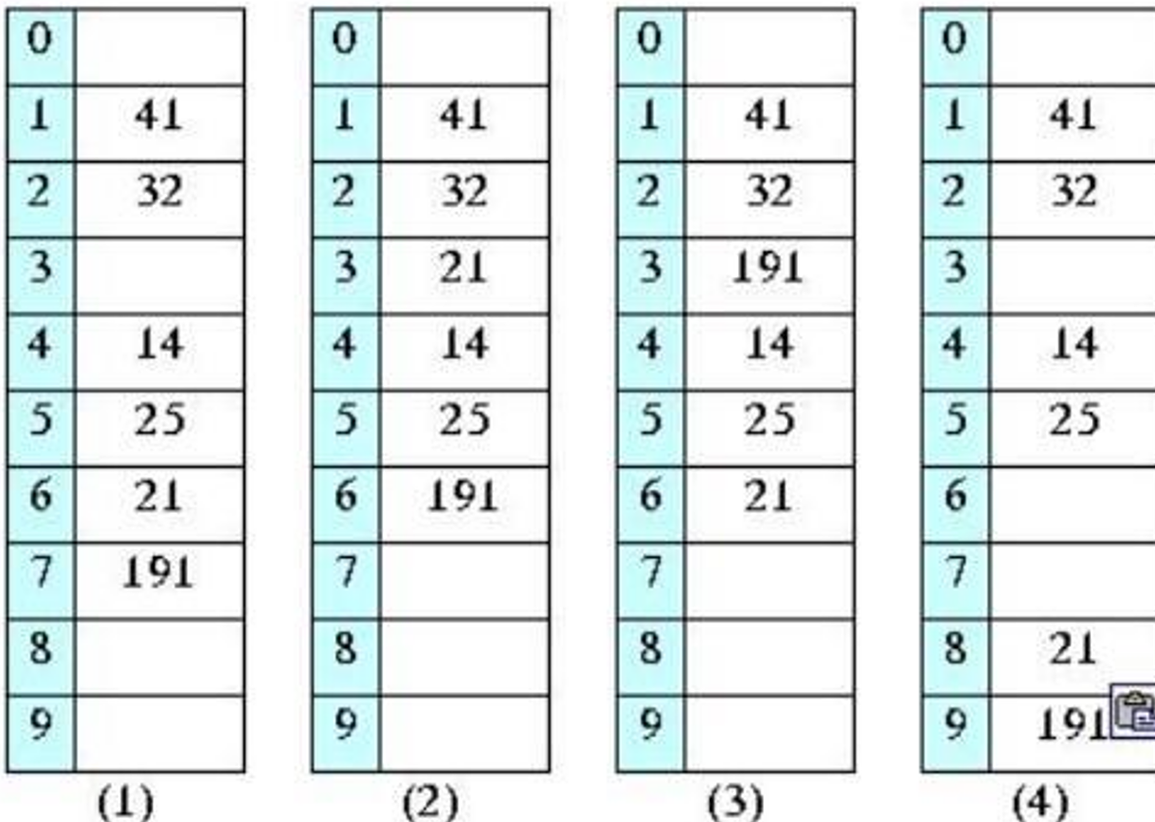 0 0 0 0
1 41 1 41 1 41 1 41
2 32 2 32 2 32 2 32
3 3 21 3 191 3
4 14 4 14 4 14 4 14
5 25 5 25 5 25 5 25
6 21 6 191 6 21 6
7 191 7 7 7
8 8 8 8 21
9 9 9 9 191
(1) (2) (3) (4)